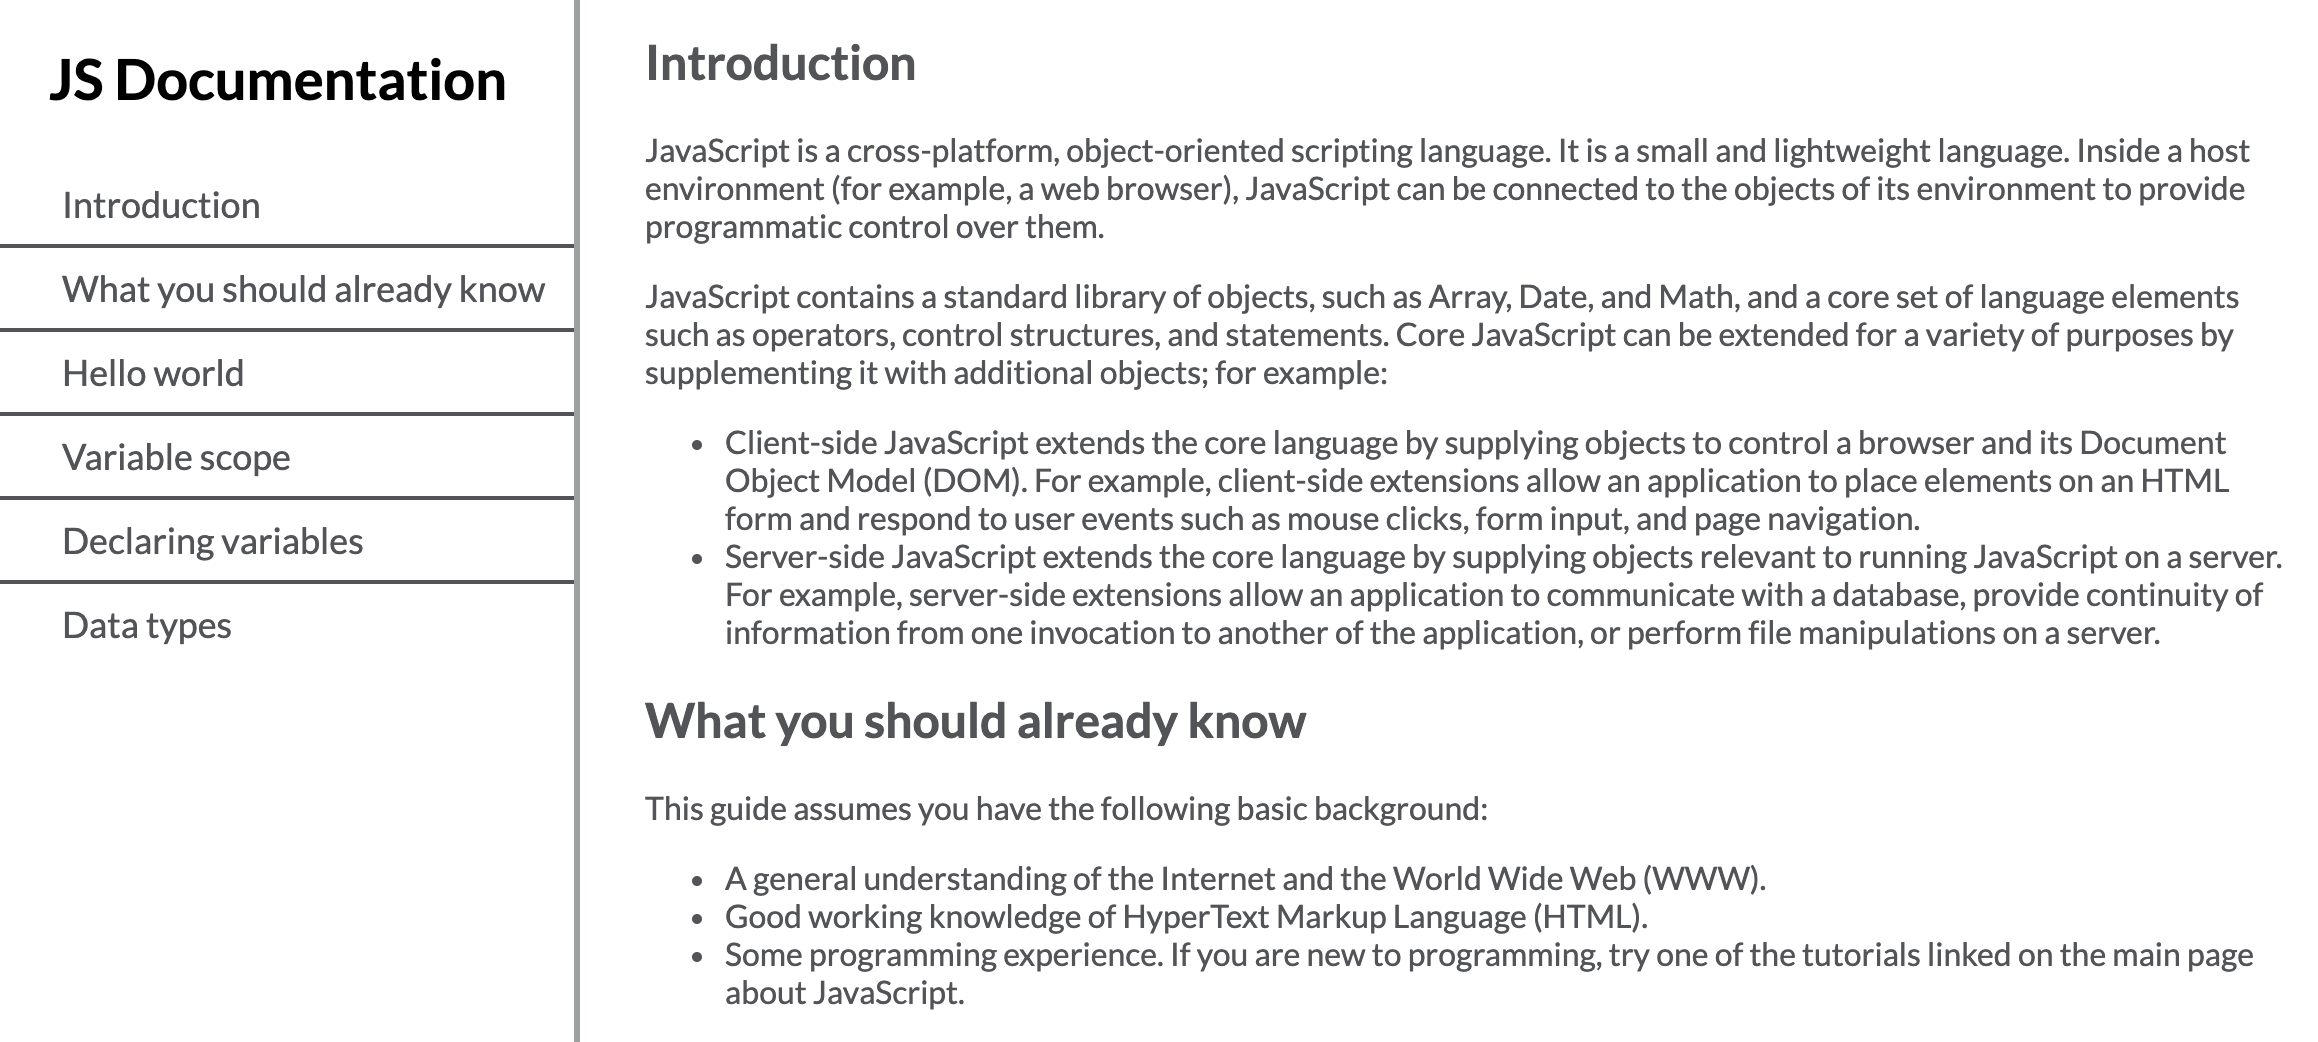 JS Documentation
Introduction
What you should already know
Hello world
Variable scope
Declaring variables
Data types
Introduction
JavaScript is a cross-platform, object-oriented scripting language. It is a small and lightweight language. Inside a host
environment (for example, a web browser), JavaScript can be connected to the objects of its environment to provide
programmatic control over them.
JavaScript contains a standard library of objects, such as Array, Date, and Math, and a core set of language elements
such as operators, control structures, and statements. Core JavaScript can be extended for a variety of purposes by
supplementing it with additional objects; for example:
• Client-side JavaScript extends the core language by supplying objects to control a browser and its Document
Object Model (DOM). For example, client-side extensions allow an application to place elements on an HTML
form and respond to user events such as mouse clicks, form input, and page navigation.
• Server-side JavaScript extends the core language by supplying objects relevant to running JavaScript on a server.
For example, server-side extensions allow an application to communicate with a database, provide continuity of
information from one invocation to another of the application, or perform file manipulations on a server.
What you should already know
This guide assumes you have the following basic background:
• A general understanding of the Internet and the World Wide Web (WWW).
• Good working knowledge of HyperText Markup Language (HTML).
• Some programming experience. If you are new to programming, try one of the tutorials linked on the main page
about JavaScript.